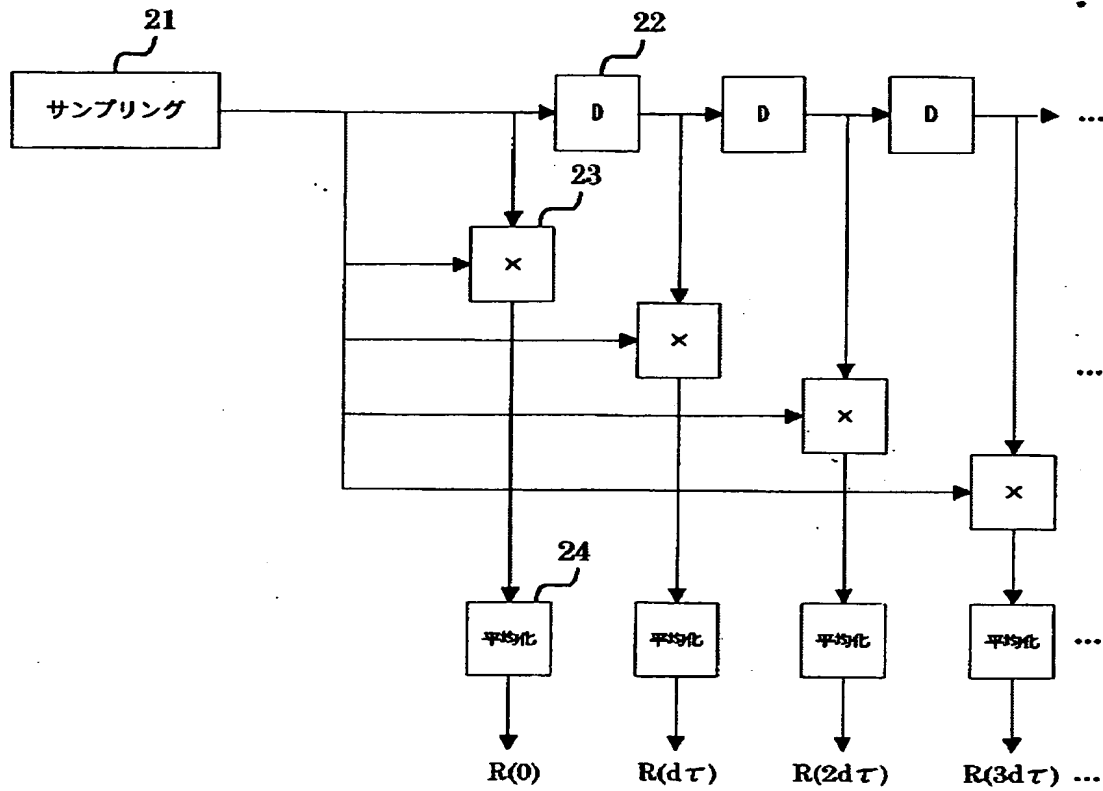 21
22
サンプリング
D
D
D
...
23
×
×
...
×
×
24
平均化
平均化
平均化
平均化
...
R(0)
R(dτ)
R(2dτ)
R(3dτ)
...